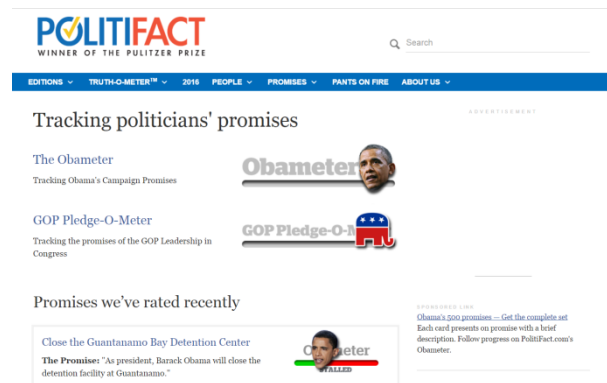 POLITIFACT
WINNER OF THE PULITZER PRIZE
Search
EDITIONS TRUTH-O-METER™ 2016 PEOPLE PROMISES PANTS ON FIRE ABOUT US
ADVERTISEMENT
Tracking politicians' promises
The Obameter
Tracking Obama's Campaign Promises
Obameter
GOP Pledge-O-Meter
Tracking the promises of the GOP Leadership in
Congress
GOP Pledge-O-M
Promises we've rated recently
SPONSORED LINK
Obama's 500 promises — Get the complete set
Each card presents on promise with a brief
description. Follow progress on PolitiFact.com's
Obameter.
Close the Guantanamo Bay Detention Center
The Promise: "As president, Barack Obama will close the
detention facility at Guantanamo."
STALLED